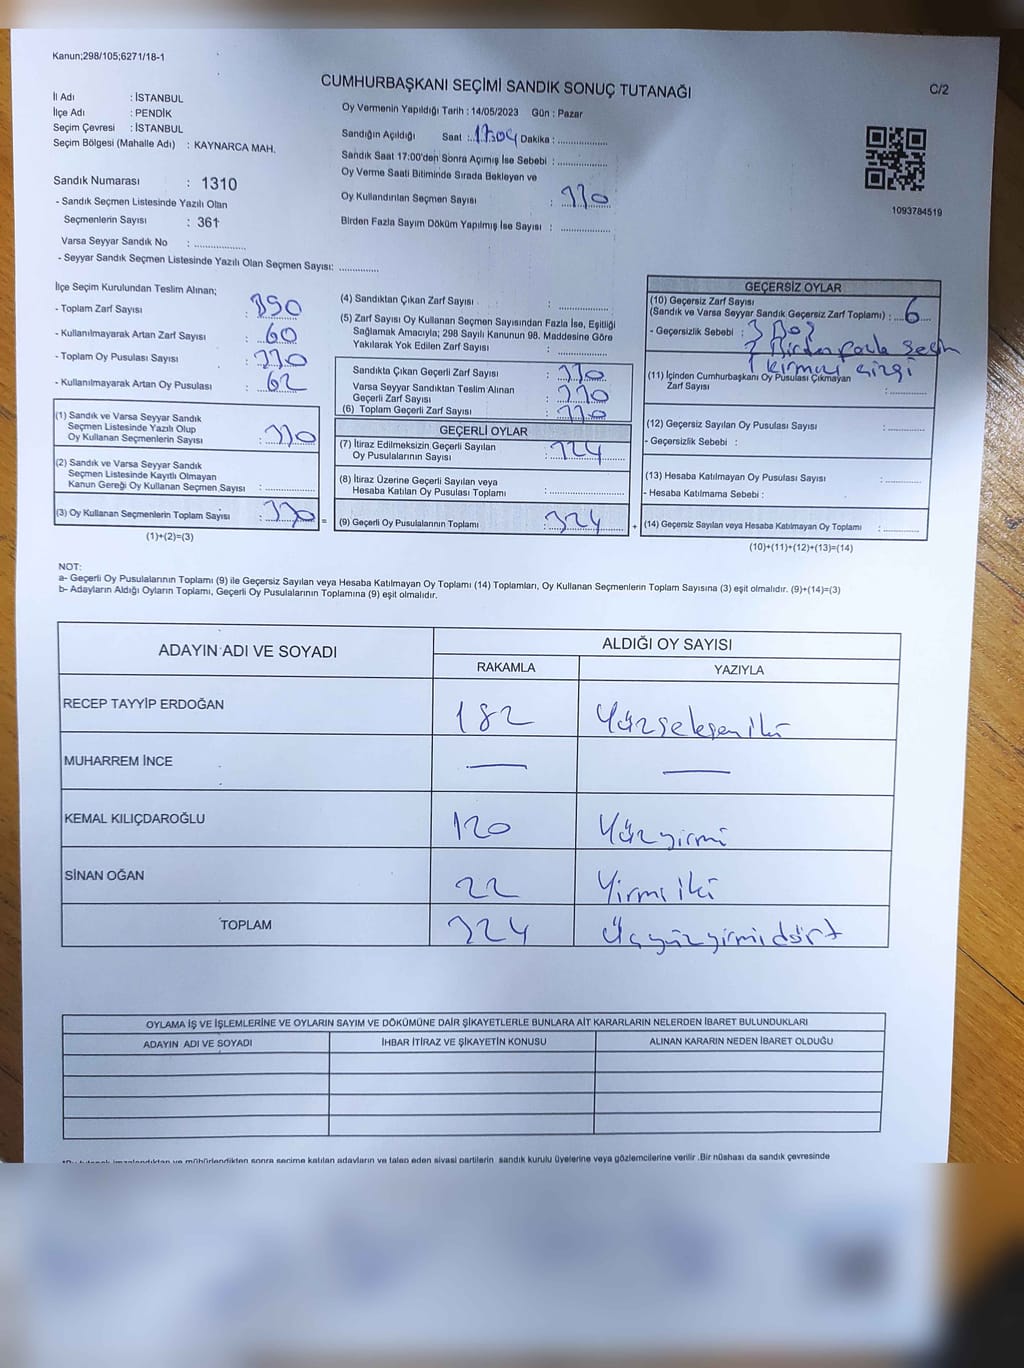 Kanun;298/105;6271/18-1
CUMHURBAŞKANI SEÇİMİ SANDIK SONUÇ TUTANAĞI
C/2
İl Adı : İSTANBUL
İlçe Adı : PENDİK
Seçim Çevresi : İSTANBUL
Seçim Bölgesi (Mahalle Adı) : KAYNARCA MAH.
Oy Vermenin Yapıldığı Tarih : 14/05/2023 Gün : Pazar
Sandığın Açıldığı Saat :..1704 Dakika :..............
Sandık Saat 17:00'den Sonra Açımış İse Sebebi :..............
Oy Verme Saati Bitiminde Sırada Bekleyen ve
Oy Kullandırılan Seçmen Sayısı : 330
Birden Fazla Sayım Döküm Yapılmış İse Sayısı : ..............
1093784519
Sandık Numarası : 1310
- Sandık Seçmen Listesinde Yazılı Olan
Seçmenlerin Sayısı : 361
Varsa Seyyar Sandık No : ..............
- Seyyar Sandık Seçmen Listesinde Yazılı Olan Seçmen Sayısı: ............
İlçe Seçim Kurulundan Teslim Alınan;
- Toplam Zarf Sayısı : 390
- Kullanılmayarak Artan Zarf Sayısı : 60
- Toplam Oy Pusulası Sayısı :
- Kullanılmayarak Artan Oy Pusulası : 62
(1) Sandık ve Varsa Seyyar Sandık
Seçmen Listesinde Yazılı Olup
Oy Kullanan Seçmenlerin Sayısı : 330
(2) Sandık ve Varsa Seyyar Sandık
Seçmen Listesinde Kayıtlı Olmayan
Kanun Gereği Oy Kullanan Seçmen Sayısı :..............
(3) Oy Kullanan Seçmenlerin Toplam Sayısı : 330 =
(1)+(2)=(3)
(4) Sandıktan Çıkan Zarf Sayısı : ..............
(5) Zarf Sayısı Oy Kullanan Seçmen Sayısından Fazla İse, Eşitliği
Sağlamak Amacıyla; 298 Sayılı Kanunun 98. Maddesine Göre
Yakılarak Yok Edilen Zarf Sayısı : ..............
Sandıkta Çıkan Geçerli Zarf Sayısı : 330
Varsa Seyyar Sandıktan Teslim Alınan
Geçerli Zarf Sayısı : 330
(6) Toplam Geçerli Zarf Sayısı : 330
GEÇERLİ OYLAR
(7) İtiraz Edilmeksizin Geçerli Sayılan
Oy Pusulalarının Sayısı : 324
(8) İtiraz Üzerine Geçerli Sayılan veya
Hesaba Katılan Oy Pusulası Toplamı :..............
(9) Geçerli Oy Pusulalarının Toplamı : 324 +
GEÇERSİZ OYLAR
(10) Geçersiz Zarf Sayısı
(Sandık ve Varsa Seyyar Sandık Geçersiz Zarf Toplamı) : 6
- Geçersizlik Sebebi : 3 Boş
2 Birden fazla seçim
1 kırmızı çizgi
(11) İçinden Cumhurbaşkanı Oy Pusulası Çıkmayan
Zarf Sayısı :..............
(12) Geçersiz Sayılan Oy Pusulası Sayısı :..............
- Geçersizlik Sebebi :
(13) Hesaba Katılmayan Oy Pusulası Sayısı :..............
- Hesaba Katılmama Sebebi :
(14) Geçersiz Sayılan veya Hesaba Katılmayan Oy Toplamı :..............
(10)+(11)+(12)+(13)=(14)
NOT:
a- Geçerli Oy Pusulalarının Toplamı (9) ile Geçersiz Sayılan veya Hesaba Katılmayan Oy Toplamı (14) Toplamları, Oy Kullanan Seçmenlerin Toplam Sayısına (3) eşit olmalıdır. (9)+(14)=(3)
b- Adayların Aldığı Oyların Toplamı, Geçerli Oy Pusulalarının Toplamına (9) eşit olmalıdır.
ADAYIN ADI VE SOYADI
ALDIĞI OY SAYISI
RAKAMLA YAZIYLA
RECEP TAYYİP ERDOĞAN 182 Yüzseksen iki
MUHARREM İNCE — —
KEMAL KILIÇDAROĞLU 120 Yüzyirmi
SİNAN OĞAN 22 Yirmi iki
TOPLAM 324 Üçyüzyirmidört
OYLAMA İŞ VE İŞLEMLERİNE VE OYLARIN SAYIM VE DÖKÜMÜNE DAİR ŞİKAYETLERLE BUNLARA AİT KARARLARIN NELERDEN İBARET BULUNDUKLARI
ADAYIN ADI VE SOYADI İHBAR İTİRAZ VE ŞİKAYETİN KONUSU ALINAN KARARIN NEDEN İBARET OLDUĞU
*Bu tutanak imzalandıktan ve mühürlendikten sonra seçime katılan adayların ve talep eden siyasi partilerin sandık kurulu üyelerine veya gözlemcilerine verilir .Bir nüshası da sandık çevresinde